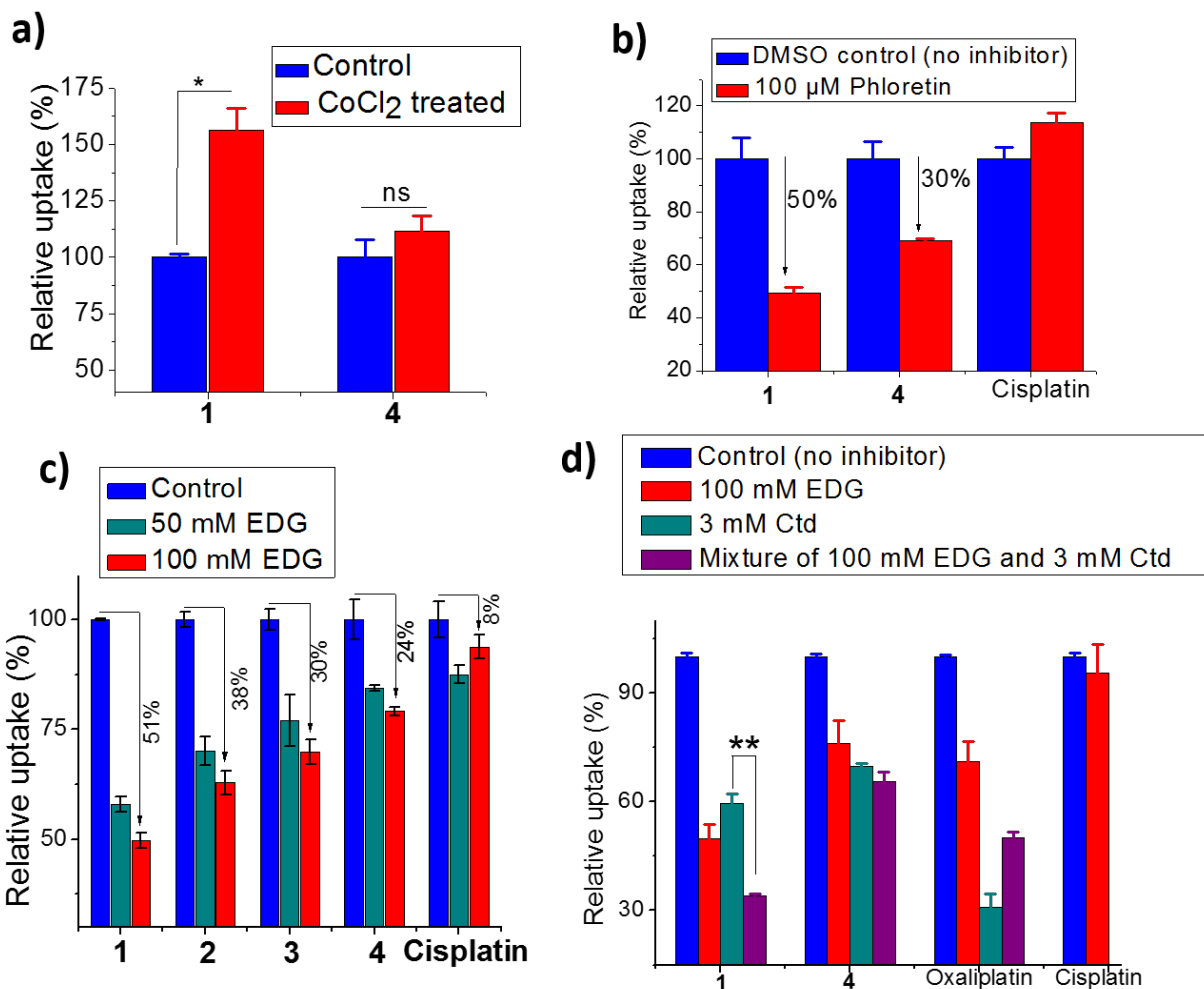 a)
Control
CoCl2 treated
Relative uptake (%)
175
150
125
100
75
50
*
ns
1
4
b)
DMSO control (no inhibitor)
100 µM Phloretin
Relative uptake (%)
120
100
80
60
40
20
50%
30%
1
4
Cisplatin
c)
Control
50 mM EDG
100 mM EDG
Relative uptake (%)
100
75
50
51%
38%
30%
24%
8%
1
2
3
4
Cisplatin
d)
Control (no inhibitor)
100 mM EDG
3 mM Ctd
Mixture of 100 mM EDG and 3 mM Ctd
Relative uptake (%)
90
60
30
**
1
4
Oxaliplatin
Cisplatin